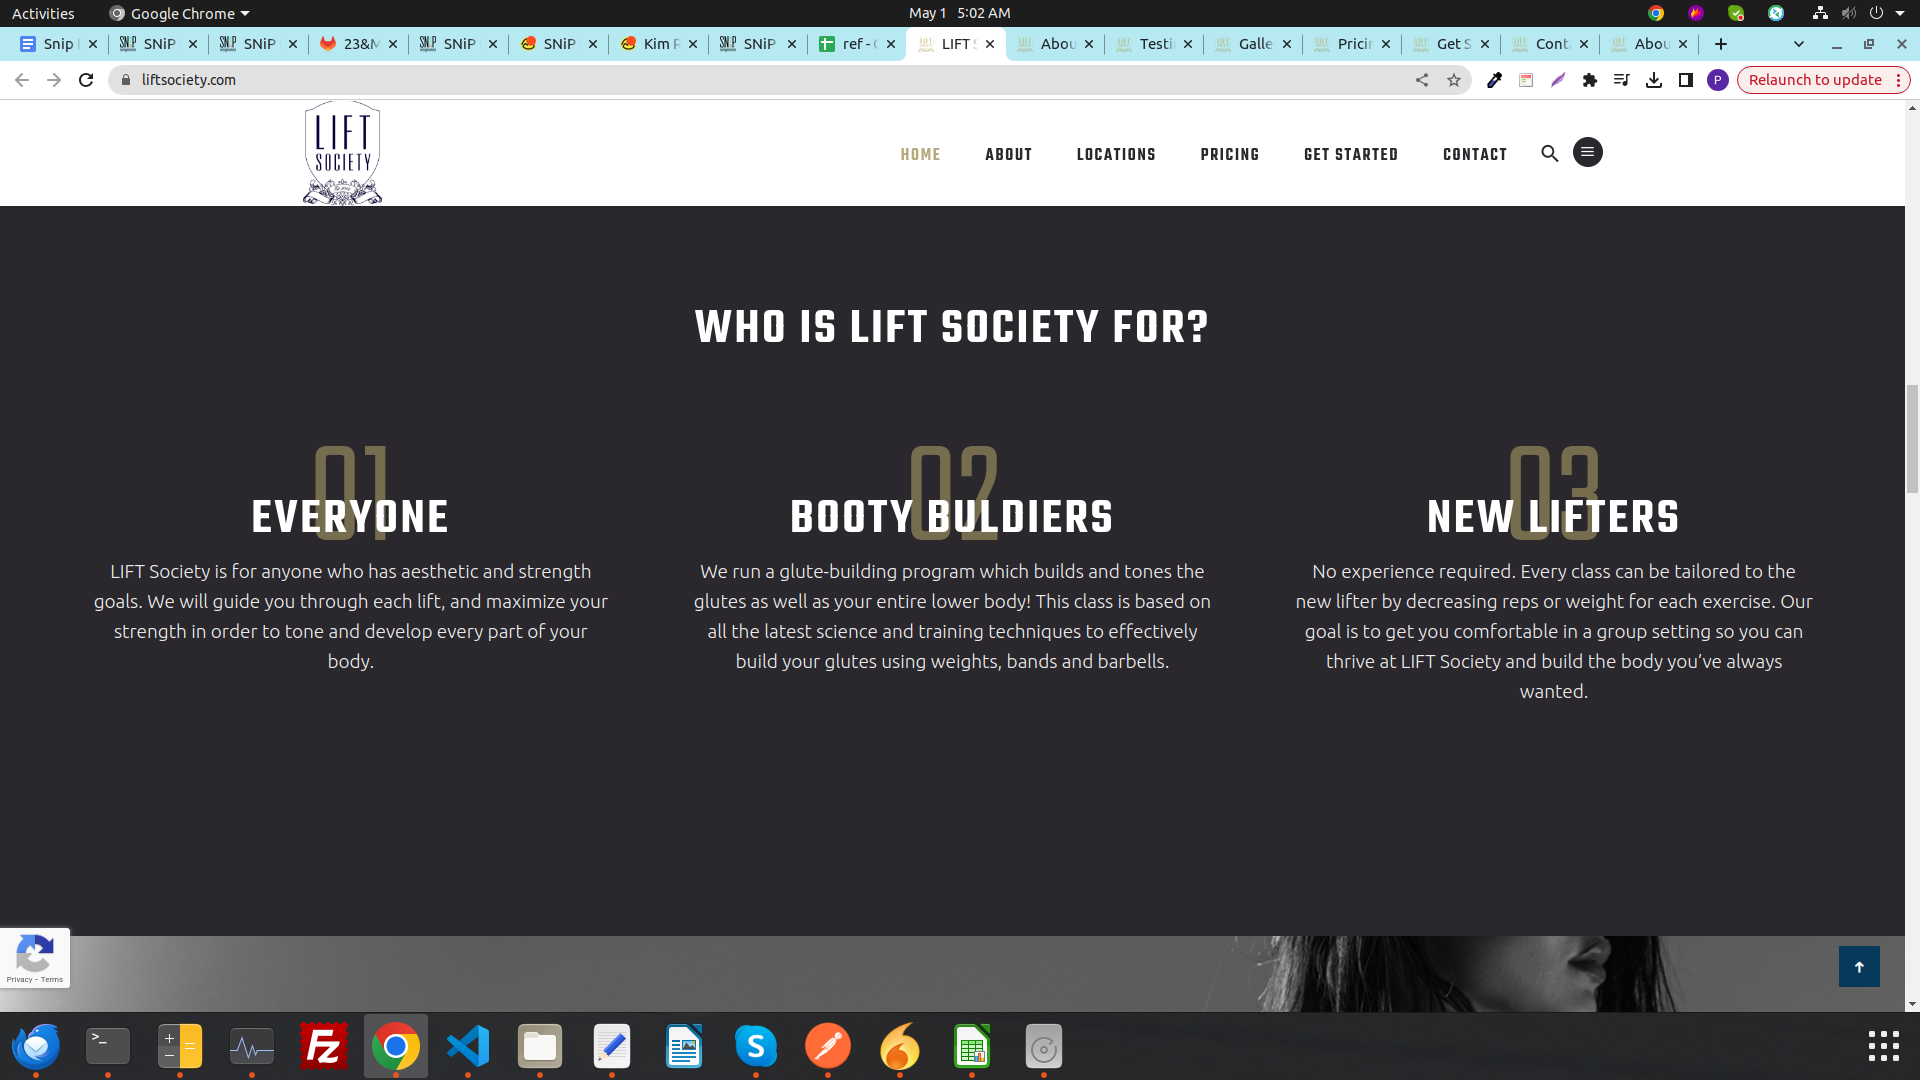 Activities
Google Chrome
May 1 5:02 AM
Snip
SNiP
SNiP
23&M
SNiP
SNiP
Kim R
SNiP
ref - 
LIFT S
Abou
Testi
Galle
Pricin
Get S
Cont
Abou
liftsociety.com
P
Relaunch to update
LIFT
SOCIETY
HOME
ABOUT
LOCATIONS
PRICING
GET STARTED
CONTACT
WHO IS LIFT SOCIETY FOR?
01
EVERYONE
LIFT Society is for anyone who has aesthetic and strength
goals. We will guide you through each lift, and maximize your
strength in order to tone and develop every part of your
body.
02
BOOTY BULDIERS
We run a glute-building program which builds and tones the
glutes as well as your entire lower body! This class is based on
all the latest science and training techniques to effectively
build your glutes using weights, bands and barbells.
03
NEW LIFTERS
No experience required. Every class can be tailored to the
new lifter by decreasing reps or weight for each exercise. Our
goal is to get you comfortable in a group setting so you can
thrive at LIFT Society and build the body you’ve always
wanted.
Privacy - Terms